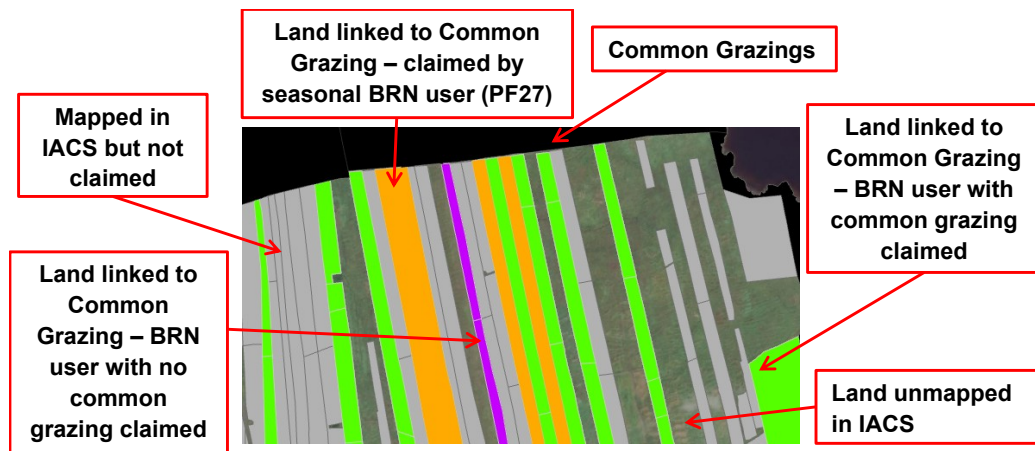 Land linked to Common
Grazing – claimed by
seasonal BRN user (PF27)
Common Grazings
Mapped in
IACS but not
claimed
Land linked to
Common Grazing
– BRN user with
common grazing
claimed
Land linked to
Common
Grazing – BRN
user with no
common
grazing claimed
Land unmapped
in IACS